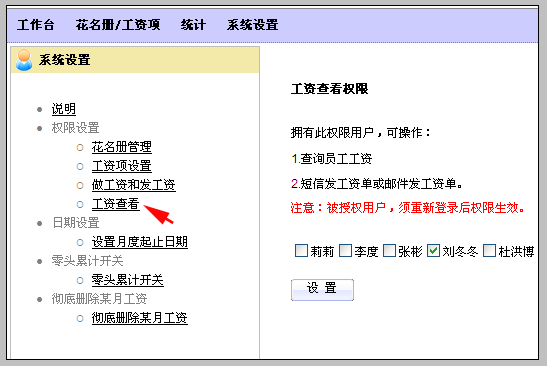 工作台 花名册/工资项 统计 系统设置
系统设置
说明
权限设置
花名册管理
工资项设置
做工资和发工资
工资查看
日期设置
设置月度起止日期
零头累计开关
零头累计开关
彻底删除某月工资
彻底删除某月工资
工资查看权限
拥有此权限用户，可操作：
1.查询员工工资
2.短信发工资单或邮件发工资单。
注意：被授权用户，须重新登录后权限生效。
莉莉 李度 张彬 刘冬冬 杜洪博
设 置